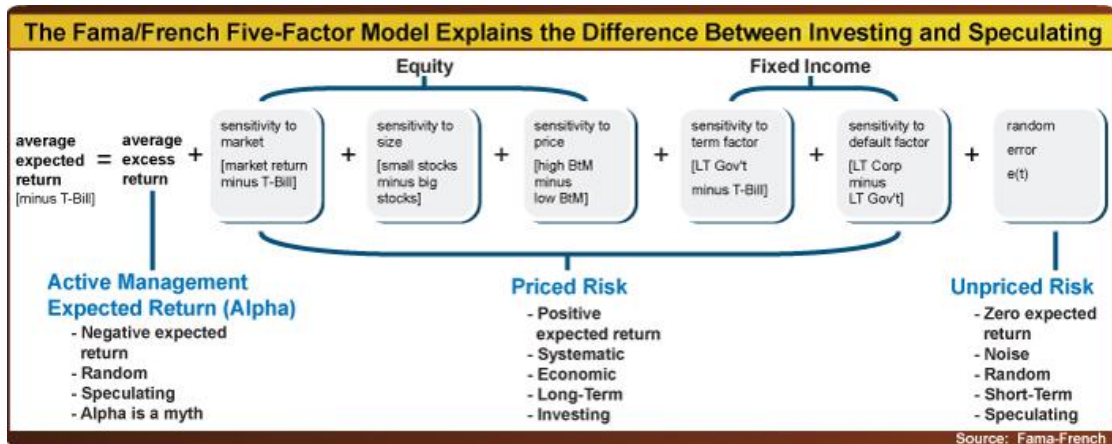 The Fama/French Five-Factor Model Explains the Difference Between Investing and Speculating
Equity
Fixed Income
average
expected
return
[minus T-Bill]
=
average
excess
return
+
sensitivity to
market
[market return
minus T-Bill]
+
sensitivity to
size
[small stocks
minus big
stocks]
+
sensitivity to
price
[high BtM
minus
low BtM]
+
sensitivity to
term factor
[LT Gov't
minus T-Bill]
+
sensitivity to
default factor
[LT Corp
minus
LT Gov't]
+
random
error
e(t)
Active Management
Expected Return (Alpha)
- Negative expected
return
- Random
- Speculating
- Alpha is a myth
Priced Risk
- Positive
expected return
- Systematic
- Economic
- Long-Term
- Investing
Unpriced Risk
- Zero expected
return
- Noise
- Random
- Short-Term
- Speculating
Source: Fama-French